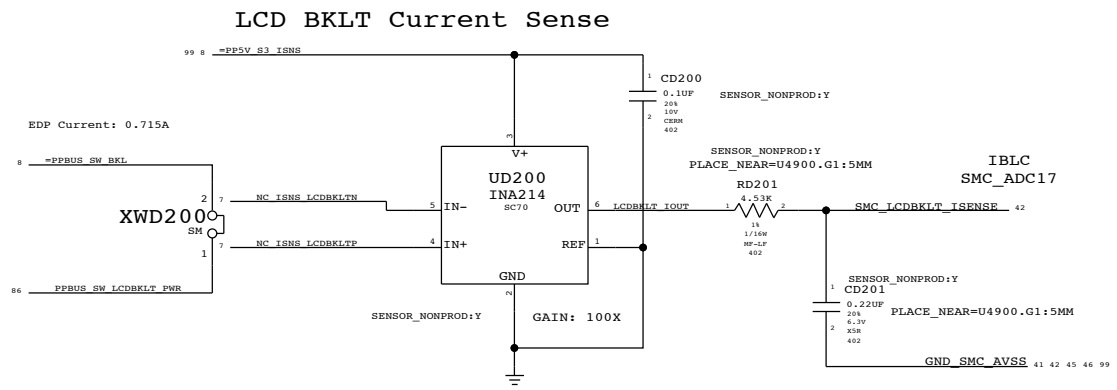 LCD BKLT Current Sense
99 8 =PP5V_S3_ISNS
1 CD200
0.1UF
20%
10V
CERM
402
2
SENSOR_NONPROD:Y
EDP Current: 0.715A
8 =PPBUS_SW_BKL
3
V+
UD200
INA214
SC70
SENSOR_NONPROD:Y
PLACE_NEAR=U4900.G1:5MM
RD201
4.53K
1 2
1%
1/16W
MF-LF
402
IBLC
SMC_ADC17
2 7 NC_ISNS_LCDBKLTN 5 IN-
OUT 6 LCDBKLT_IOUT
SMC_LCDBKLT_ISENSE 42
XWD200
SM
1 7 NC_ISNS_LCDBKLTP 4 IN+
REF 1
GND
2
86 PPBUS_SW_LCDBKLT_PWR
SENSOR_NONPROD:Y
GAIN: 100X
SENSOR_NONPROD:Y
1 CD201
0.22UF
20%
6.3V
X5R
402
2
PLACE_NEAR=U4900.G1:5MM
GND_SMC_AVSS 41 42 45 46 99